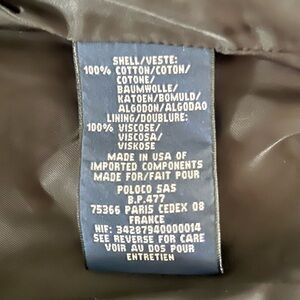 SHELL/VESTE:
100% COTTON/COTON/
COTONE/
BAUMWOLLE/
KATOEN/BOMULD/
ALGODON/ALGODAO
LINING/DOUBLURE:
100% VISCOSE/
VISCOSA/
VISKOSE
MADE IN USA OF
IMPORTED COMPONENTS
MADE FOR/FAIT POUR
POLOCO SAS
B.P.477
75366 PARIS CEDEX 08
FRANCE
NIF: 34287940000014
SEE REVERSE FOR CARE
VOIR AU DOS POUR
ENTRETIEN